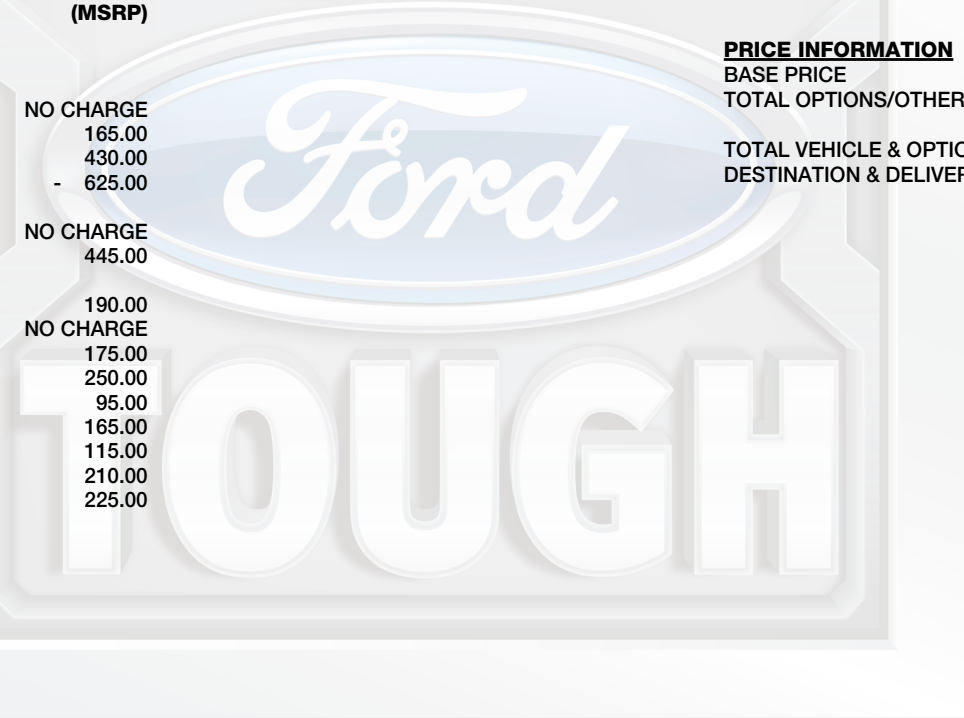 (MSRP)
NO CHARGE
165.00
430.00
- 625.00
NO CHARGE
445.00
190.00
NO CHARGE
175.00
250.00
95.00
165.00
115.00
210.00
225.00
PRICE INFORMATION
BASE PRICE
TOTAL OPTIONS/OTHER
TOTAL VEHICLE &
DESTINATION &
Ford
TOUGH